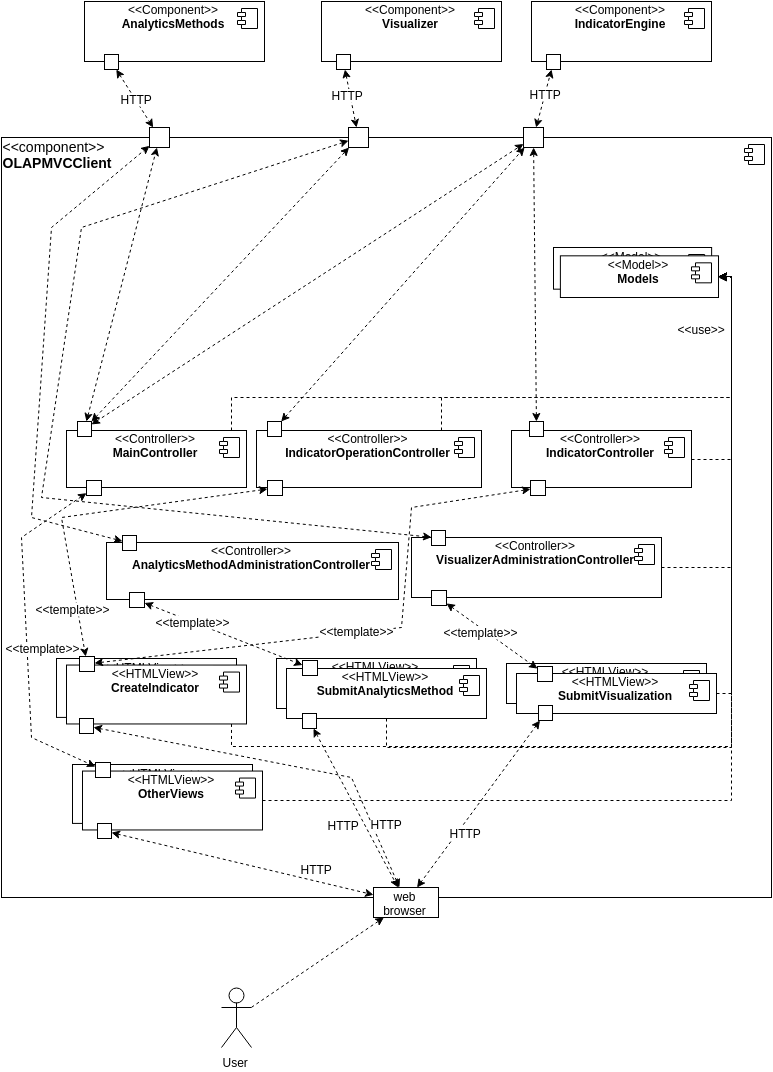 <<Component>>
AnalyticsMethods
<<Component>>
Visualizer
<<Component>>
IndicatorEngine
HTTP
HTTP
HTTP
<<component>>
OLAPMVCClient
<<Model>>
<<Model>>
Models
<<use>>
<<Controller>>
MainController
<<Controller>>
IndicatorOperationController
<<Controller>>
IndicatorController
<<Controller>>
AnalyticsMethodAdministrationController
<<Controller>>
VisualizerAdministrationController
<<template>>
<<template>>
<<template>>
<<template>>
<<template>>
<<HTMLView>>
<<HTMLView>>
CreateIndicator
<<HTMLView>>
<<HTMLView>>
SubmitAnalyticsMethod
<<HTMLView>>
<<HTMLView>>
SubmitVisualization
<<HTMLView>>
<<HTMLView>>
OtherViews
HTTP
HTTP
HTTP
HTTP
web
browser
User